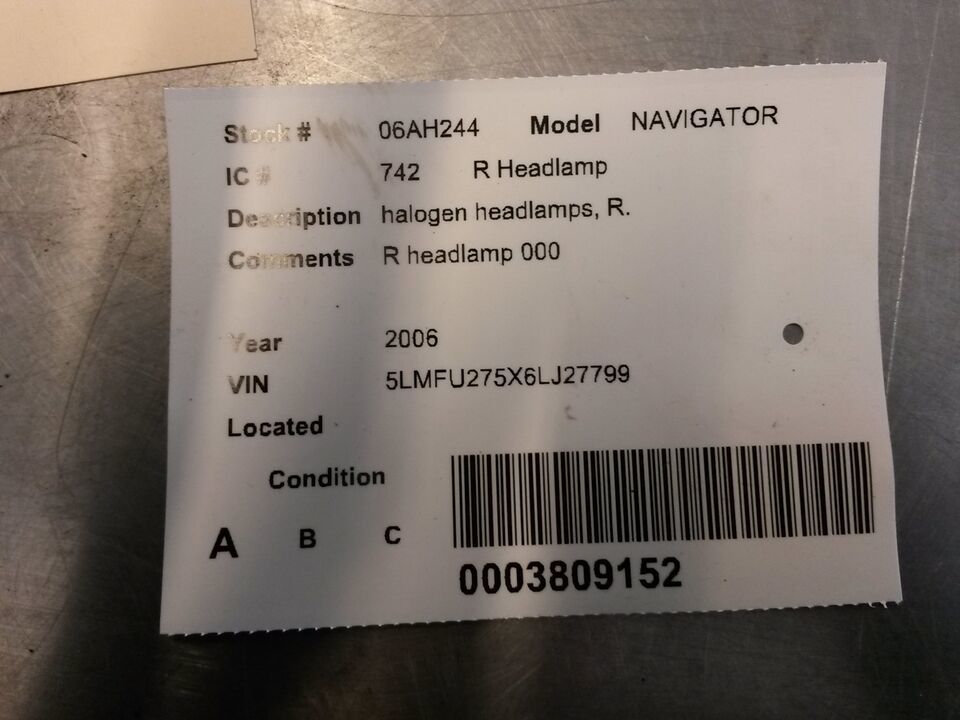 Stock # 06AH244 Model NAVIGATOR
IC # 742 R Headlamp
Description halogen headlamps, R.
Comments R headlamp 000
Year 2006
VIN 5LMFU275X6LJ27799
Located
Condition
A B C
0003809152